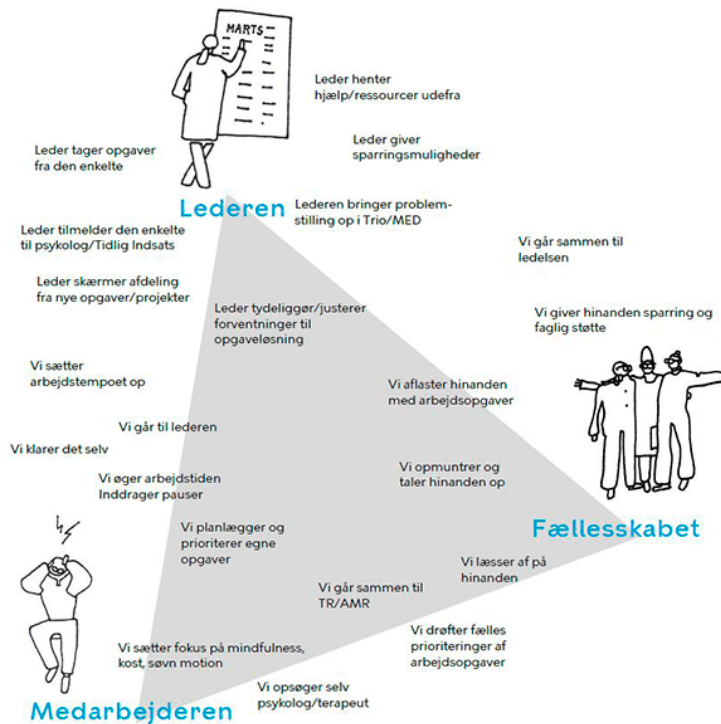 MARTS
Leder henter
hjælp/ressourcer udefra
Leder giver
sparringsmuligheder
Leder tager opgaver
fra den enkelte
Lederen
Lederen bringer problem-
stilling op i Trio/MED
Leder tilmelder den enkelte
til psykolog/Tidlig Indsats
Vi går sammen til
ledelsen
Leder skærmer afdeling
fra nye opgaver/projekter
Leder tydeliggør/justerer
forventninger til
opgaveløsning
Vi giver hinanden sparring og
faglig støtte
Vi sætter
arbejdstempoet op
Vi aflaster hinanden
med arbejdsopgaver
Vi går til lederen
Vi klarer det selv
Vi opmuntrer og
taler hinanden op
Vi øger arbejdstiden
Inddrager pauser
Fællesskabet
Vi planlægger og
prioriterer egne
opgaver
Vi læsser af på
hinanden
Vi går sammen til
TR/AMR
Vi drøfter fælles
prioriteringer af
arbejdsopgaver
Vi sætter fokus på mindfulness,
kost, søvn motion
Vi opsøger selv
psykolog/terapeut
Medarbejderen